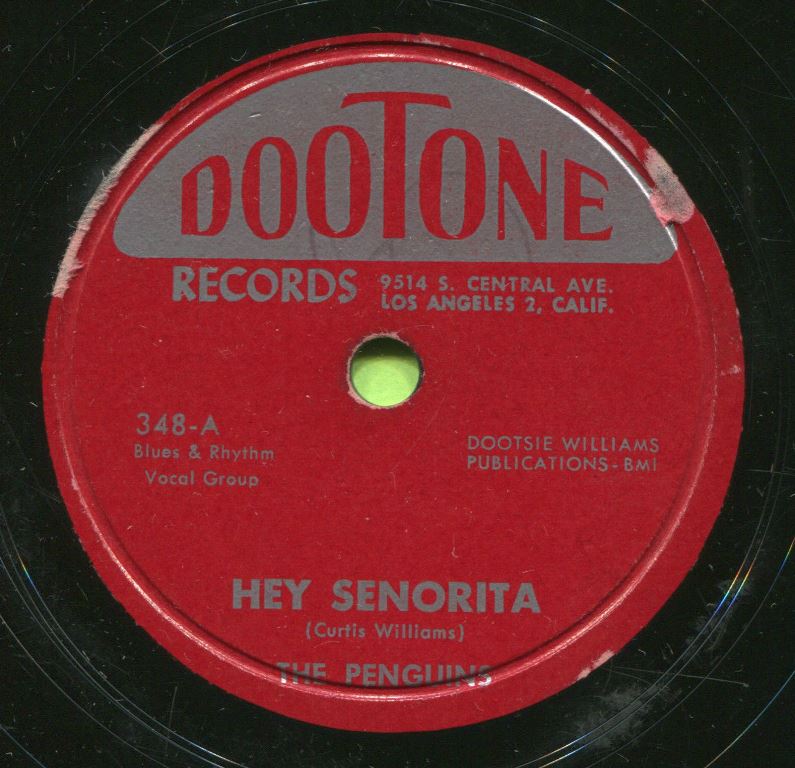 DOOTONE
RECORDS
9514 S. CENTRAL AVE.
LOS ANGELES 2, CALIF.
348-A
Blues & Rhythm
Vocal Group
DOOTSIE WILLIAMS
PUBLICATIONS-BMI
HEY SENORITA
(Curtis Williams)
THE PENGUINS